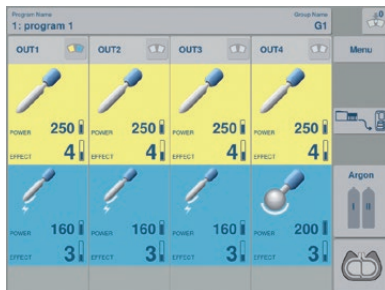 Program Name
1: program 1
Group Name
G1
OUT1
OUT2
OUT3
OUT4
Menu
POWER 250
POWER 250
POWER 250
POWER 250
EFFECT 4
EFFECT 4
EFFECT 4
EFFECT 4
Argon
I II
POWER 160
POWER 160
POWER 160
POWER 200
EFFECT 3
EFFECT 3
EFFECT 3
EFFECT 3